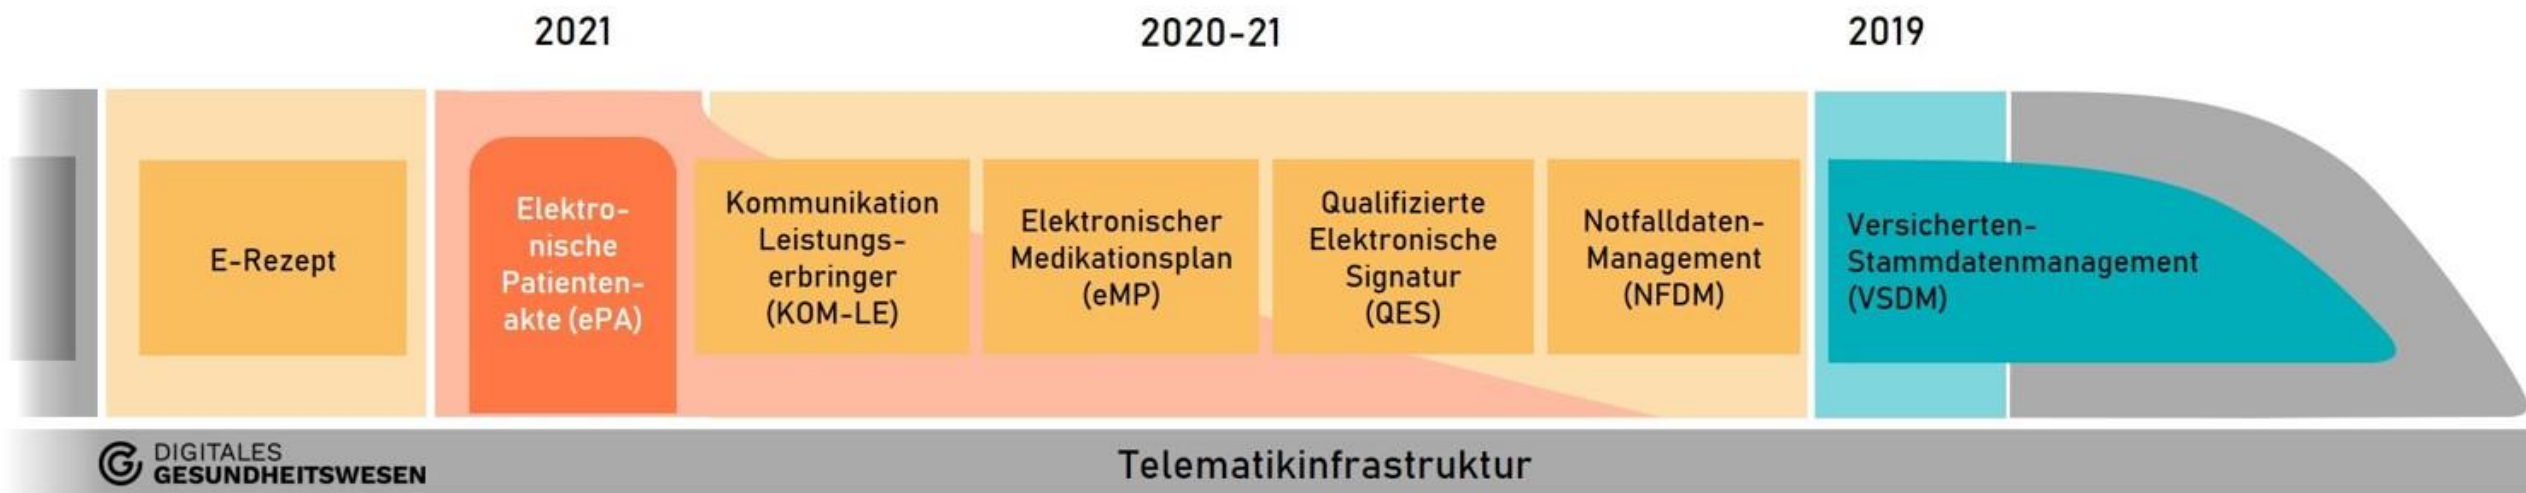 2021
2020-21
2019
E-Rezept
Elektro-
nische
Patienten-
akte (ePA)
Kommunikation
Leistungs-
erbringer
(KOM-LE)
Elektronischer
Medikationsplan
(eMP)
Qualifizierte
Elektronische
Signatur
(QES)
Notfalldaten-
Management
(NFDM)
Versicherten-
Stammdatenmanagement
(VSDM)
DIGITALES
GESUNDHEITSWESEN
Telematikinfrastruktur